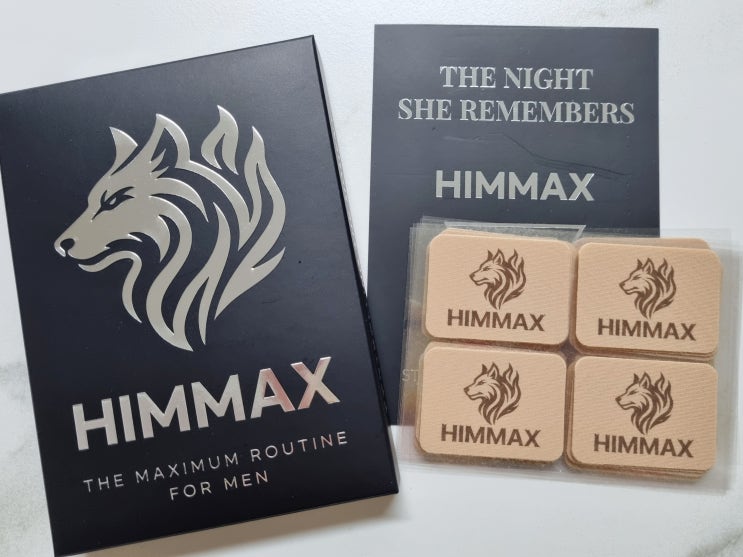 HIMMAX
THE MAXIMUM ROUTINE
FOR MEN
THE NIGHT
SHE REMEMBERS
HIMMAX
HIMMAX
HIMMAX
HIMMAX
HIMMAX